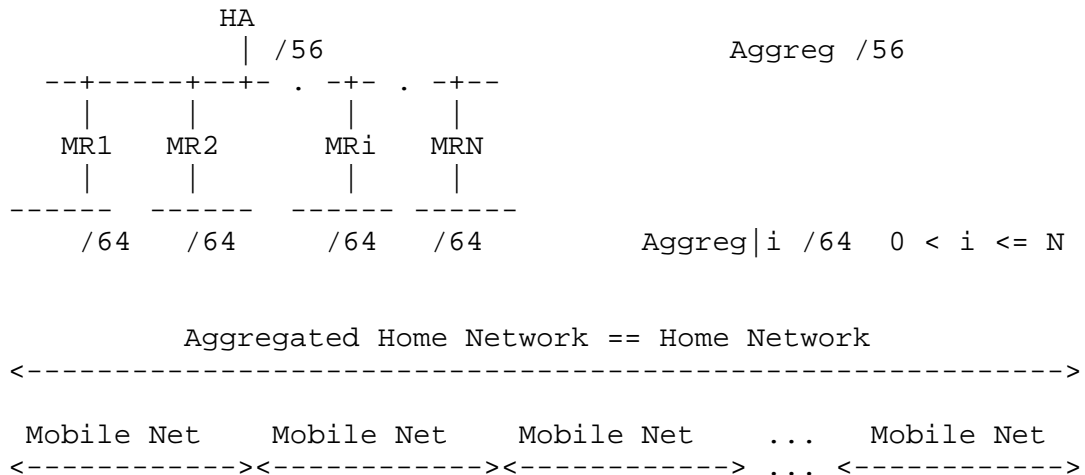 HA
| /56                          Aggreg /56
--+-----+--+- . -+- . -+--
|     |        |     |
MR1   MR2      MRi   MRN
|     |        |     |
------  ------  ------ ------
/64   /64     /64   /64         Aggreg|i /64  0 < i <= N
Aggregated Home Network == Home Network
<----------------------------------------------------------->
Mobile Net    Mobile Net    Mobile Net    ...   Mobile Net
<------------><------------><------------> ... <------------>